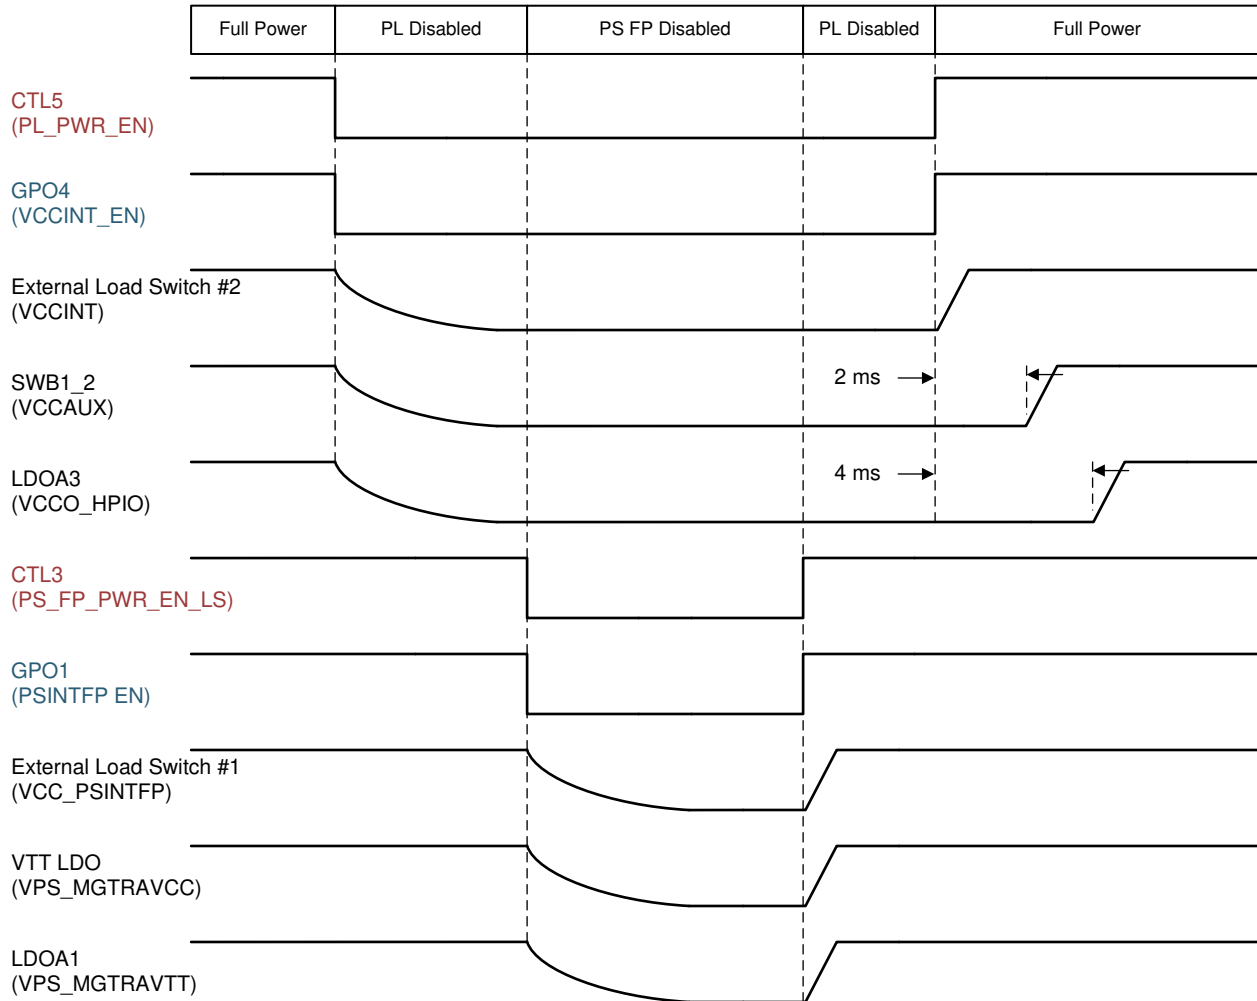 Full Power PL Disabled PS FP Disabled PL Disabled Full Power
CTL5
(PL_PWR_EN)
GPO4
(VCCINT_EN)
External Load Switch #2
(VCCINT)
SWB1_2
(VCCAUX)
2 ms
LDOA3
(VCCO_HPIO)
4 ms
CTL3
(PS_FP_PWR_EN_LS)
GPO1
(PSINTFP EN)
External Load Switch #1
(VCC_PSINTFP)
VTT LDO
(VPS_MGTRAVCC)
LDOA1
(VPS_MGTRAVTT)